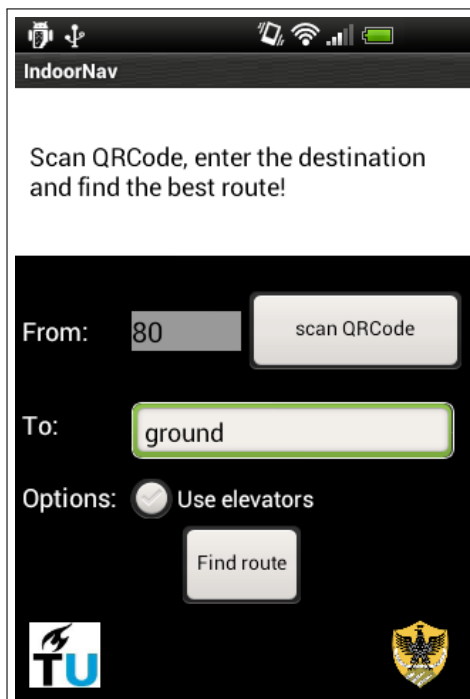 IndoorNav
Scan QRCode, enter the destination
and find the best route!
From: 80 scan QRCode
To: ground
Options: Use elevators
Find route
TU